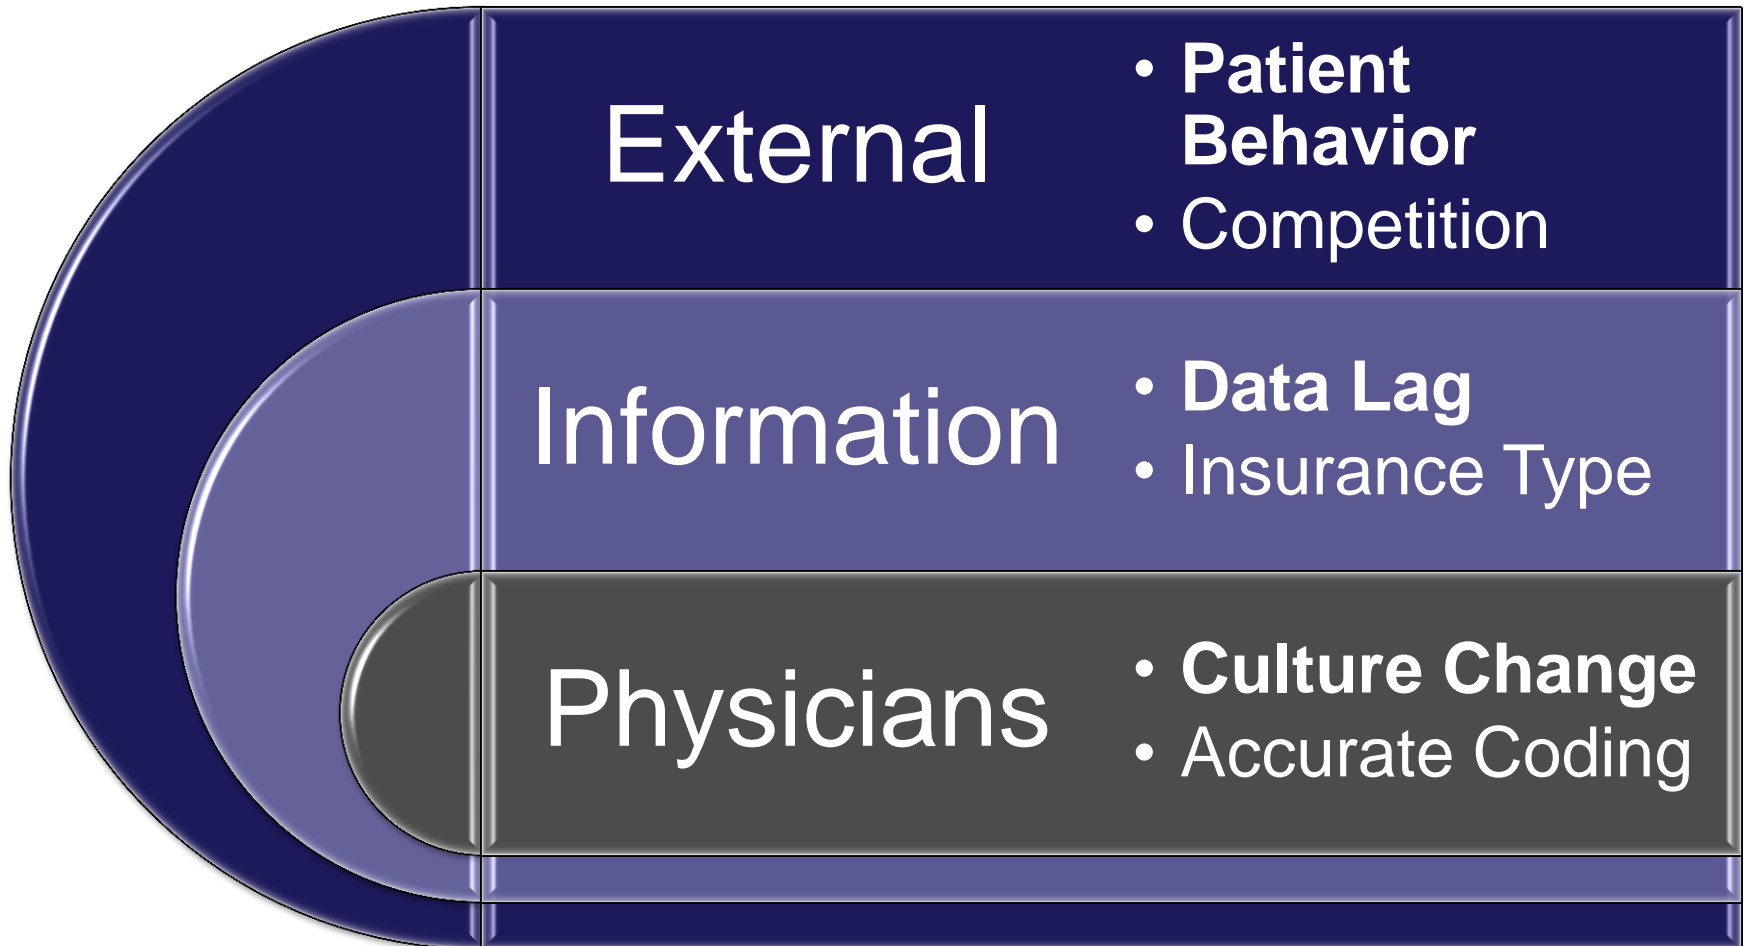 External
• Patient
Behavior
• Competition
Information
• Data Lag
• Insurance Type
Physicians
• Culture Change
• Accurate Coding